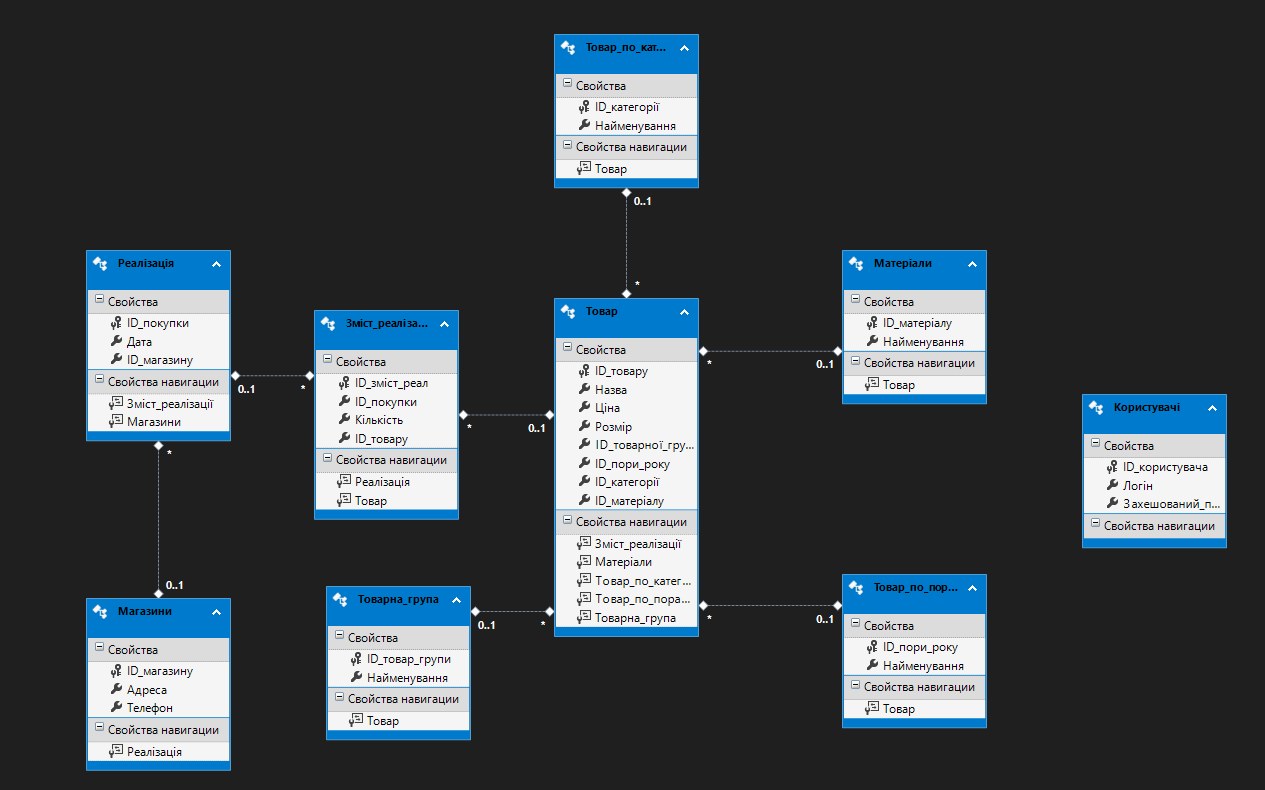 Товар_по_кат...
Свойства
ID_категорії
Найменування
Свойства навигации
Товар
0..1
*
Реалізація
Свойства
ID_покупки
Дата
ID_магазину
Свойства навигации
Зміст_реалізації
Магазини
0..1
*
*
0..1
Зміст_реаліза...
Свойства
ID_зміст_реал
ID_покупки
Кількість
ID_товару
Свойства навигации
Реалізація
Товар
*
0..1
Товар
Свойства
ID_товару
Назва
Ціна
Розмір
ID_товарної_гру...
ID_пори_року
ID_категорії
ID_матеріалу
Свойства навигации
Зміст_реалізації
Матеріали
Товар_по_катег...
Товар_по_пора...
Товарна_група
*
0..1
Матеріали
Свойства
ID_матеріалу
Найменування
Свойства навигации
Товар
Користувачі
Свойства
ID_користувача
Логін
Захешований_п...
Свойства навигации
Магазини
Свойства
ID_магазину
Адреса
Телефон
Свойства навигации
Реалізація
Товарна_група
Свойства
ID_товар_групи
Найменування
Свойства навигации
Товар
0..1
*
*
0..1
Товар_по_пор...
Свойства
ID_пори_року
Найменування
Свойства навигации
Товар